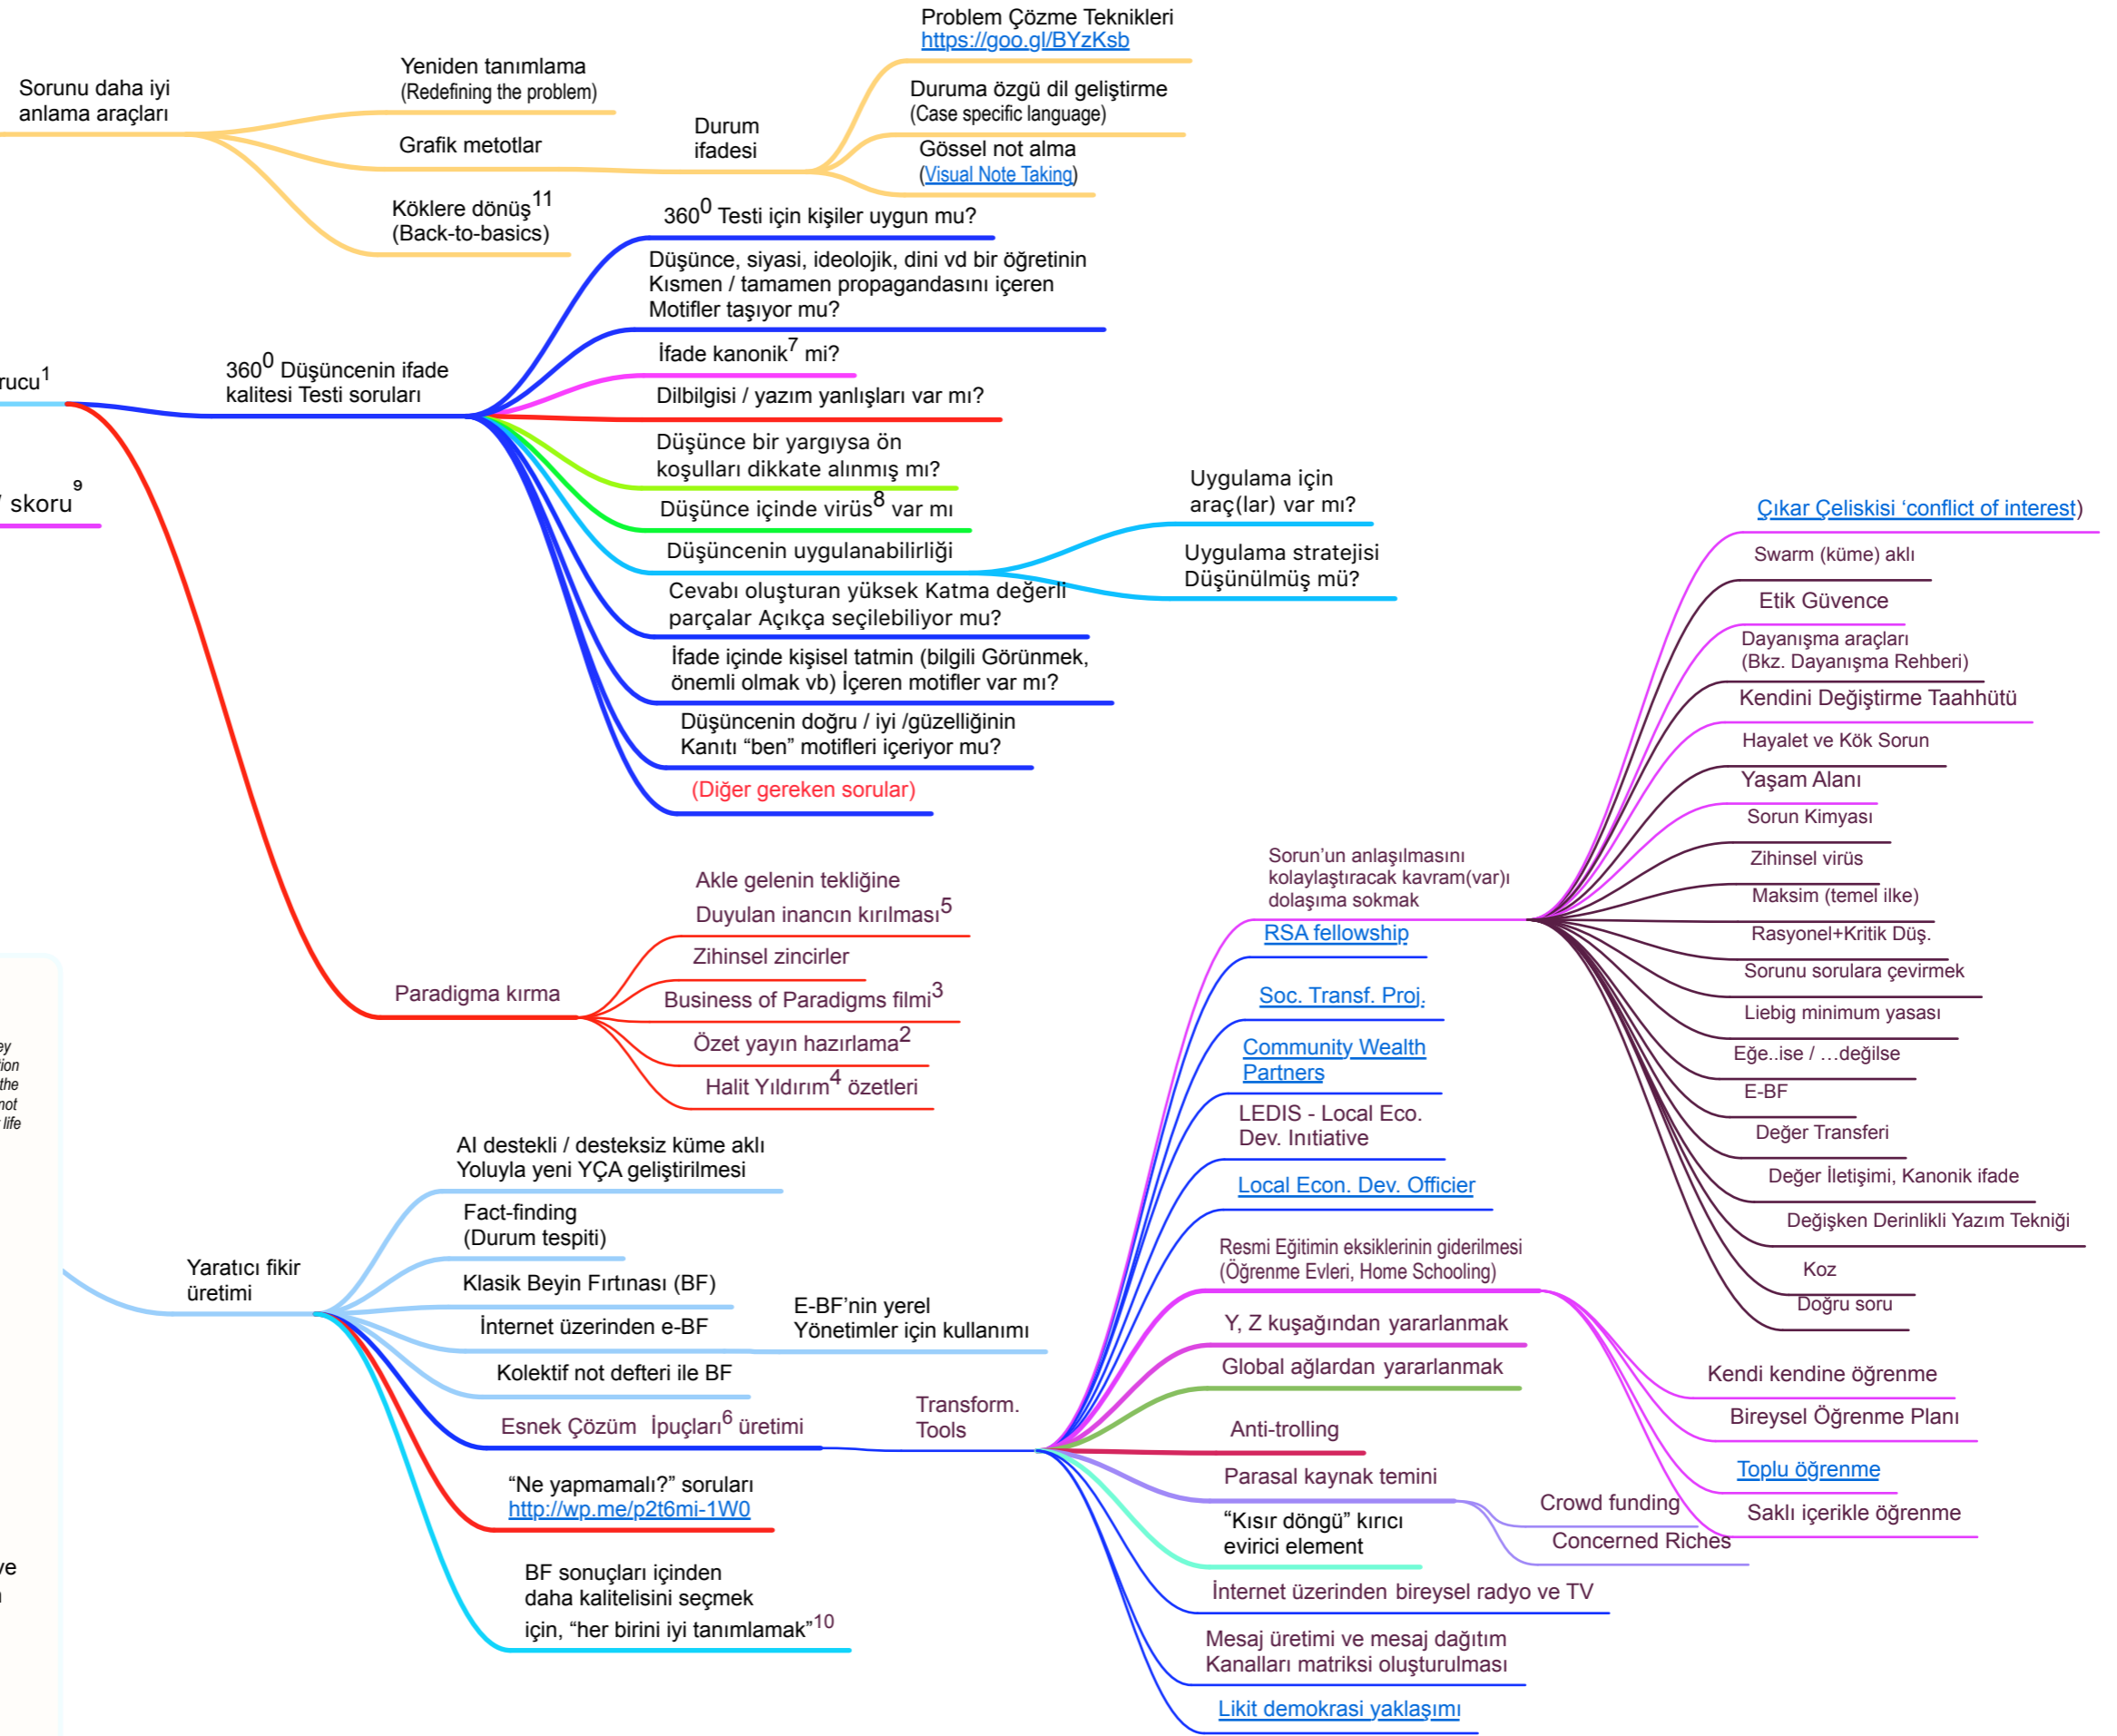 Problem Çözme Teknikleri
https://goo.gl/BYzKsb
Sorunu daha iyi
anlama araçları
Yeniden tanımlama
(Redefining the problem)
Grafik metotlar
Köklere dönüş11
(Back-to-basics)
Durum
ifadesi
Duruma özgü dil geliştirme
(Case specific language)
Gössel not alma
(Visual Note Taking)
rucu1
3600 Düşüncenin ifade
kalitesi Testi soruları
3600 Testi için kişiler uygun mu?
Düşünce, siyasi, ideolojik, dini vd bir öğretinin
Kısmen / tamamen propagandasını içeren
Motifler taşıyor mu?
İfade kanonik7 mi?
Dilbilgisi / yazım yanlışları var mı?
Düşünce bir yargıysa ön
koşulları dikkate alınmış mı?
Düşünce içinde virüs8 var mı
Düşüncenin uygulanabilirliği
Uygulama için
araç(lar) var mı?
Uygulama stratejisi
Düşünülmüş mü?
Cevabı oluşturan yüksek Katma değerli
parçalar Açıkça seçilebiliyor mu?
İfade içinde kişisel tatmin (bilgili Görünmek,
önemli olmak vb) İçeren motifler var mı?
Düşüncenin doğru / iyi /güzelliğinin
Kanıtı “ben” motifleri içeriyor mu?
(Diğer gereken sorular)
skoru9
Paradigma kırma
Akle gelenin tekliğine
Duyulan inancın kırılması5
Zihinsel zincirler
Business of Paradigms filmi3
Özet yayın hazırlama2
Halit Yıldırım4 özetleri
ey
tion
the
not
life
ye
Yaratıcı fikir
üretimi
AI destekli / desteksiz küme aklı
Yoluyla yeni YÇA geliştirilmesi
Fact-finding
(Durum tespiti)
Klasik Beyin Fırtınası (BF)
İnternet üzerinden e-BF
E-BF’nin yerel
Yönetimler için kullanımı
Kolektif not defteri ile BF
Esnek Çözüm İpuçları6 üretimi
“Ne yapmamalı?” soruları
http://wp.me/p2t6mi-1W0
BF sonuçları içinden
daha kalitelisini seçmek
için, “her birini iyi tanımlamak”10
Transform.
Tools
Sorun’un anlaşılmasını
kolaylaştıracak kavram(var)ı
dolaşıma sokmak
RSA fellowship
Soc. Transf. Proj.
Community Wealth
Partners
LEDIS - Local Eco.
Dev. Inıtiative
Local Econ. Dev. Officier
Resmi Eğitimin eksiklerinin giderilmesi
(Öğrenme Evleri, Home Schooling)
Y, Z kuşağından yararlanmak
Global ağlardan yararlanmak
Anti-trolling
Parasal kaynak temini
“Kısır döngü” kırıcı
evirici element
İnternet üzerinden bireysel radyo ve TV
Mesaj üretimi ve mesaj dağıtım
Kanalları matriksi oluşturulması
Likit demokrasi yaklaşımı
Çıkar Çeliskisi ‘conflict of interest)
Swarm (küme) aklı
Etik Güvence
Dayanışma araçları
(Bkz. Dayanışma Rehberi)
Kendini Değiştirme Taahhütü
Hayalet ve Kök Sorun
Yaşam Alanı
Sorun Kimyası
Zihinsel virüs
Maksim (temel ilke)
Rasyonel+Kritik Düş.
Sorunu sorulara çevirmek
Liebig minimum yasası
Eğe..ise / …değilse
E-BF
Değer Transferi
Değer İletişimi, Kanonik ifade
Değişken Derinlikli Yazım Tekniği
Koz
Doğru soru
Kendi kendine öğrenme
Bireysel Öğrenme Planı
Toplu öğrenme
Saklı içerikle öğrenme
Crowd funding
Concerned Riches